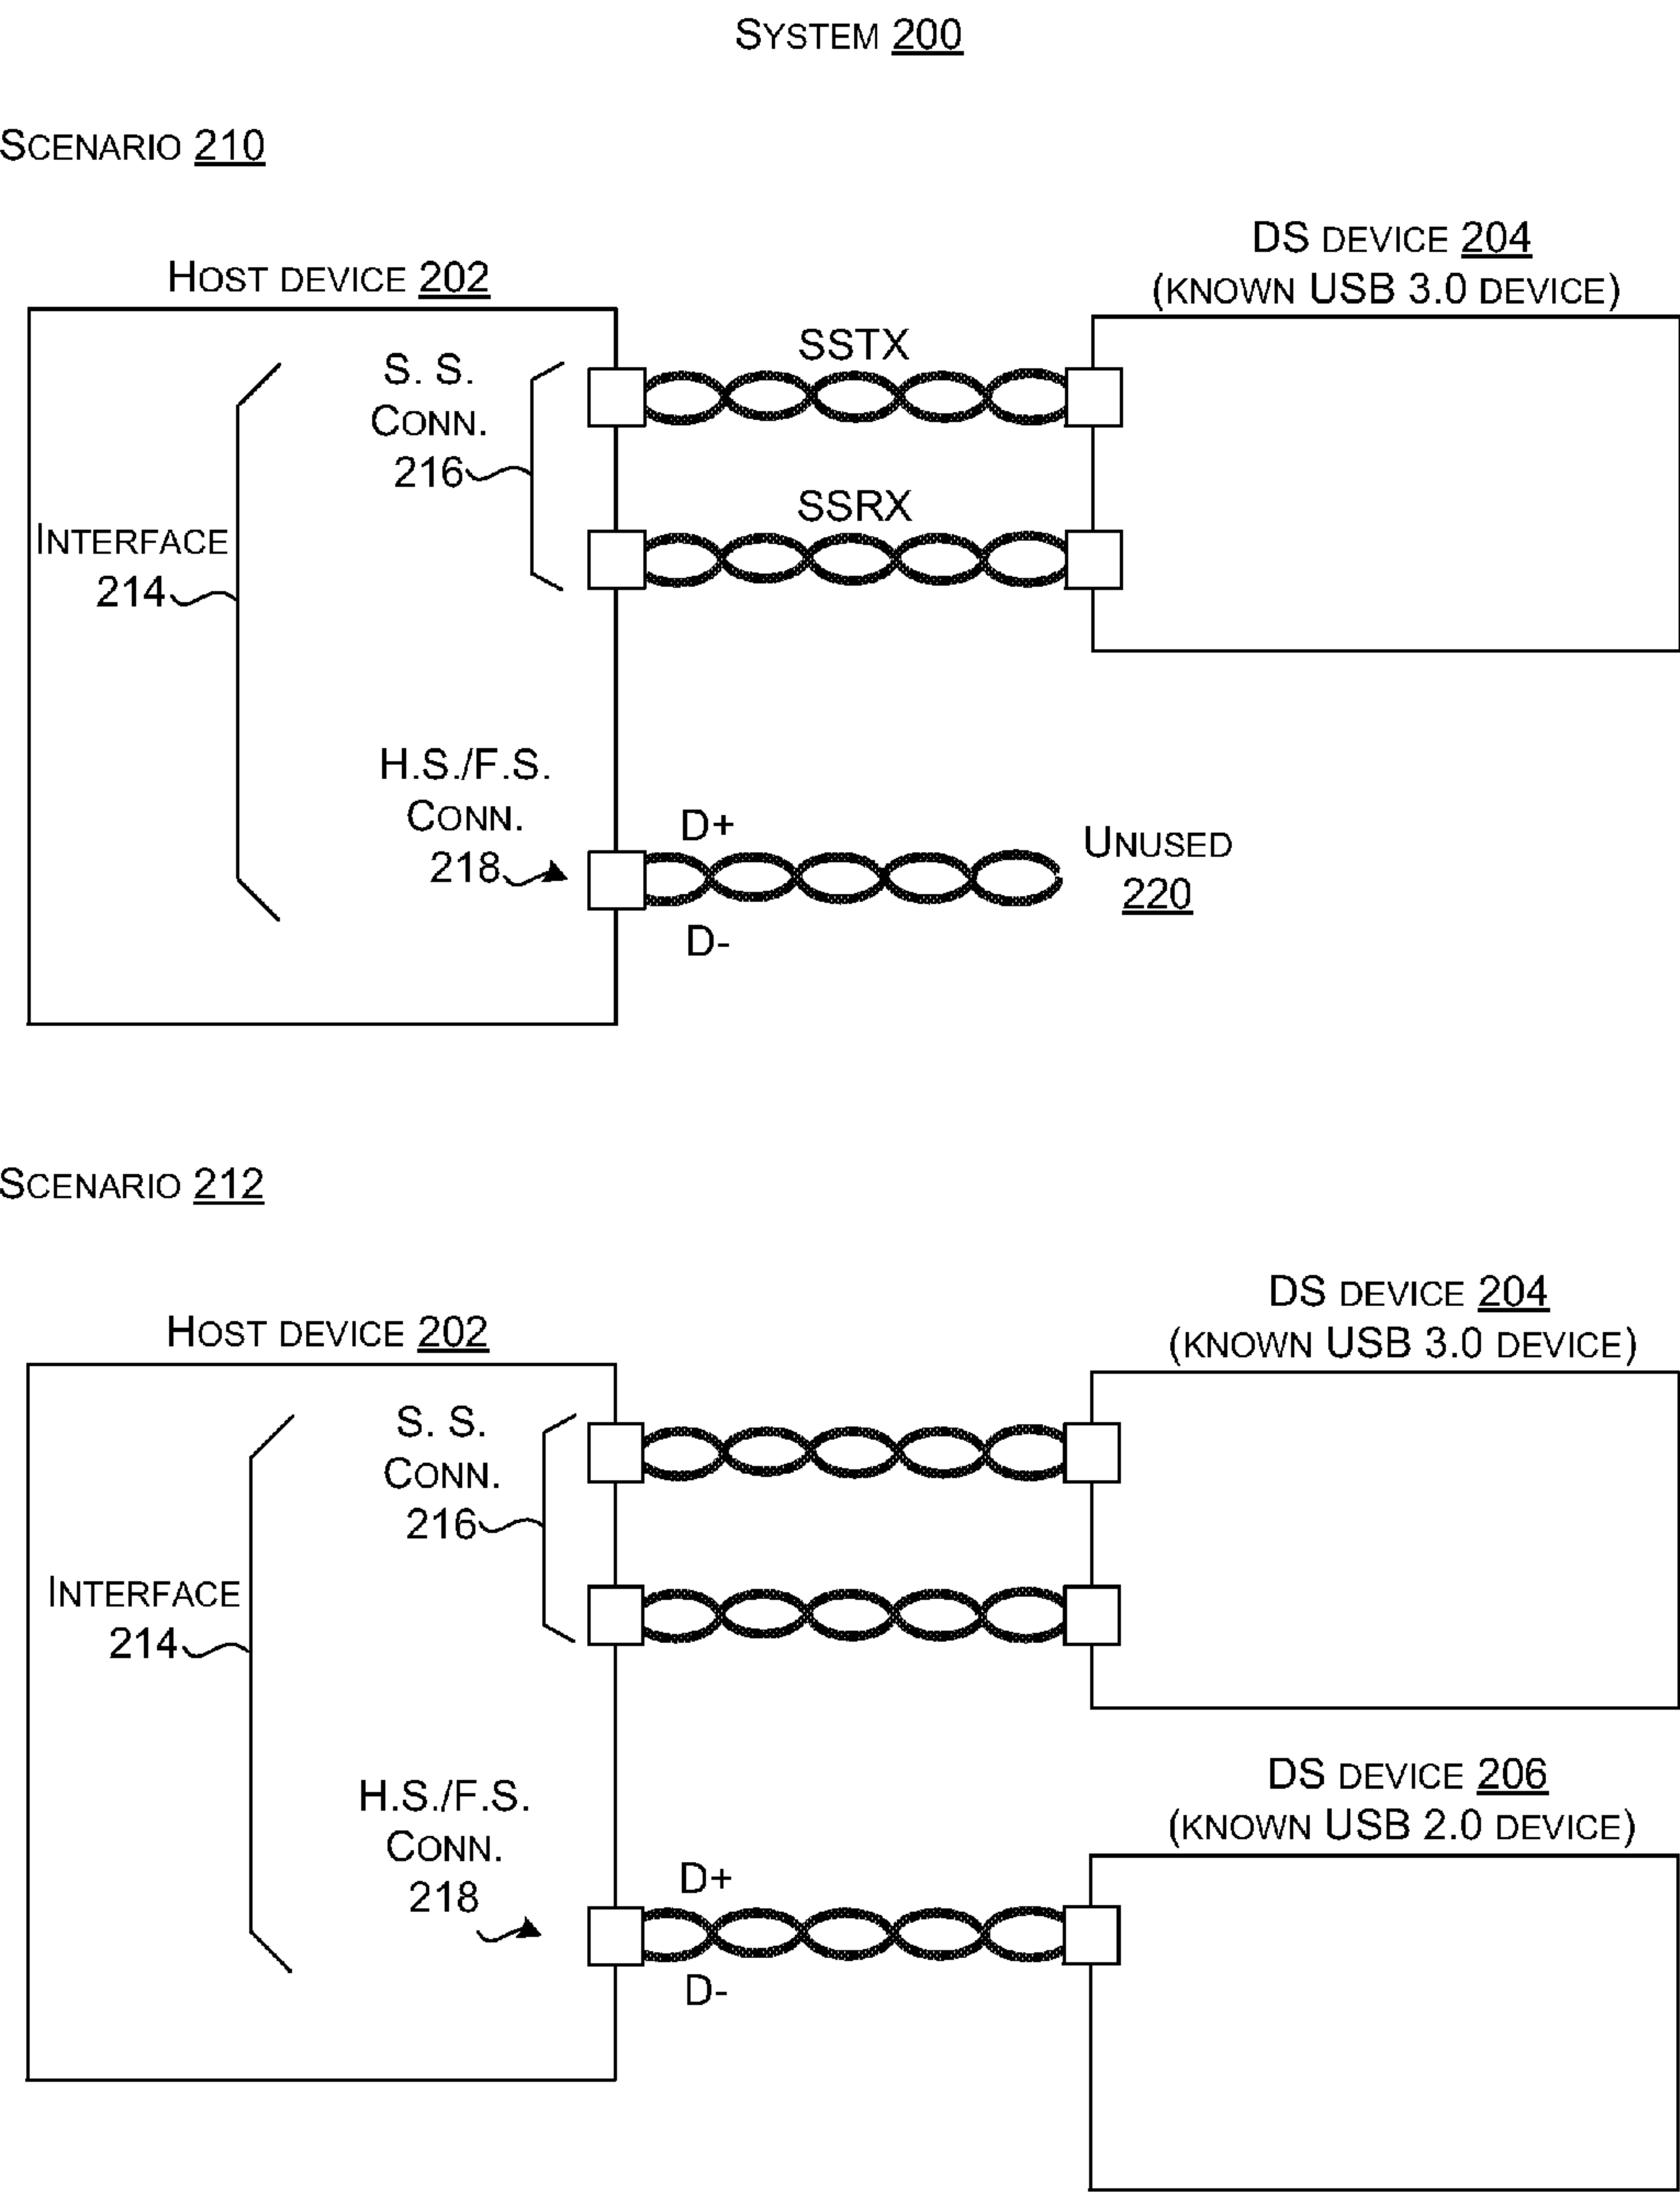 SYSTEM 200
SCENARIO 210
HOST DEVICE 202
DS DEVICE 204
(KNOWN USB 3.0 DEVICE)
S. S.
CONN.
216
SSTX
SSRX
INTERFACE
214
H.S./F.S.
CONN.
218
D+
D-
UNUSED
220
SCENARIO 212
HOST DEVICE 202
DS DEVICE 204
(KNOWN USB 3.0 DEVICE)
S. S.
CONN.
216
INTERFACE
214
H.S./F.S.
CONN.
218
D+
D-
DS DEVICE 206
(KNOWN USB 2.0 DEVICE)